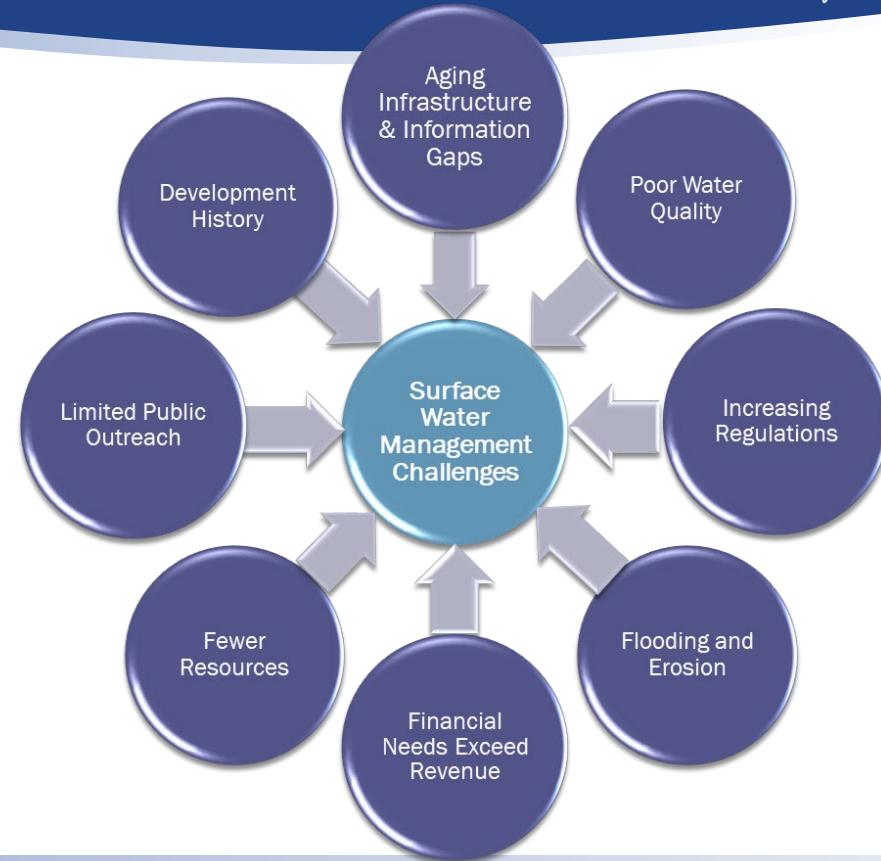 Aging
Infrastructure
& Information
Gaps
Poor Water
Quality
Increasing
Regulations
Flooding and
Erosion
Financial
Needs Exceed
Revenue
Fewer
Resources
Limited Public
Outreach
Development
History
Surface
Water
Management
Challenges